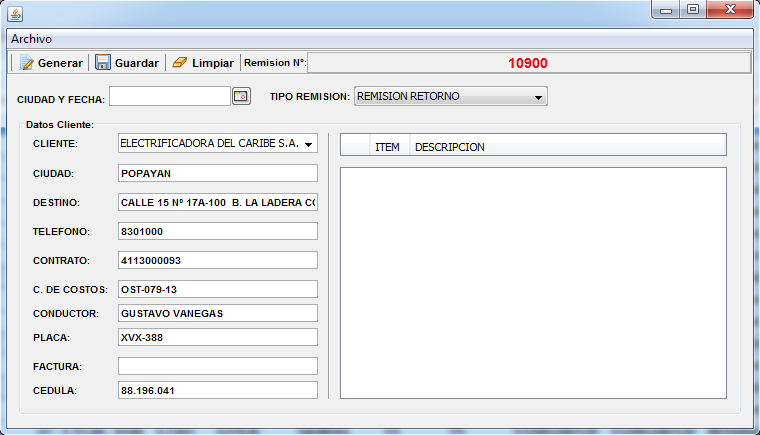 Archivo
Generar Guardar Limpiar Remision N°: 10900
CIUDAD Y FECHA: TIPO REMISION: REMISION RETORNO
Datos Cliente:
CLIENTE: ELECTRIFICADORA DEL CARIBE S.A.
ITEM DESCRIPCION
CIUDAD: POPAYAN
DESTINO: CALLE 15 Nº 17A-100 B. LA LADERA CO
TELEFONO: 8301000
CONTRATO: 4113000093
C. DE COSTOS: OST-079-13
CONDUCTOR: GUSTAVO VANEGAS
PLACA: XVX-388
FACTURA:
CEDULA: 88.196.041